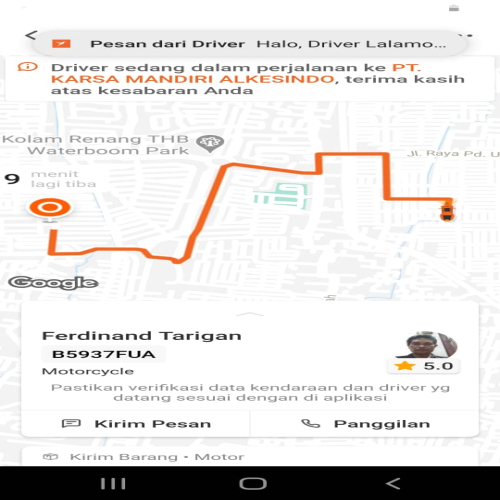 Pesan dari Driver Halo, Driver Lalamo...
Driver sedang dalam perjalanan ke PT.
KARSA MANDIRI ALKESINDO, terima kasih
atas kesabaran Anda
Kolam Renang THB
Waterboom Park
Jl. Raya Pd. U
9 menit
lagi tiba
Google
Ferdinand Tarigan
B5937FUA
Motorcycle
5.0
Pastikan verifikasi data kendaraan dan driver yg
datang sesuai dengan di aplikasi
Kirim Pesan
Panggilan
Kirim Barang • Motor